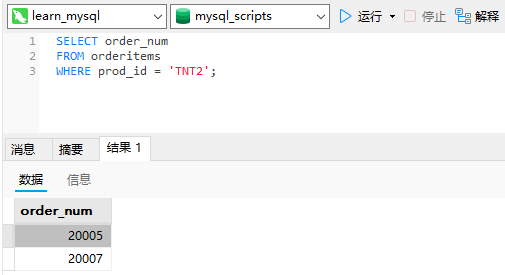 learn_mysql mysql_scripts 运行 停止 解释
1 SELECT order_num
2 FROM orderitems
3 WHERE prod_id = 'TNT2';
消息 摘要 结果 1
数据 信息
order_num
20005
20007